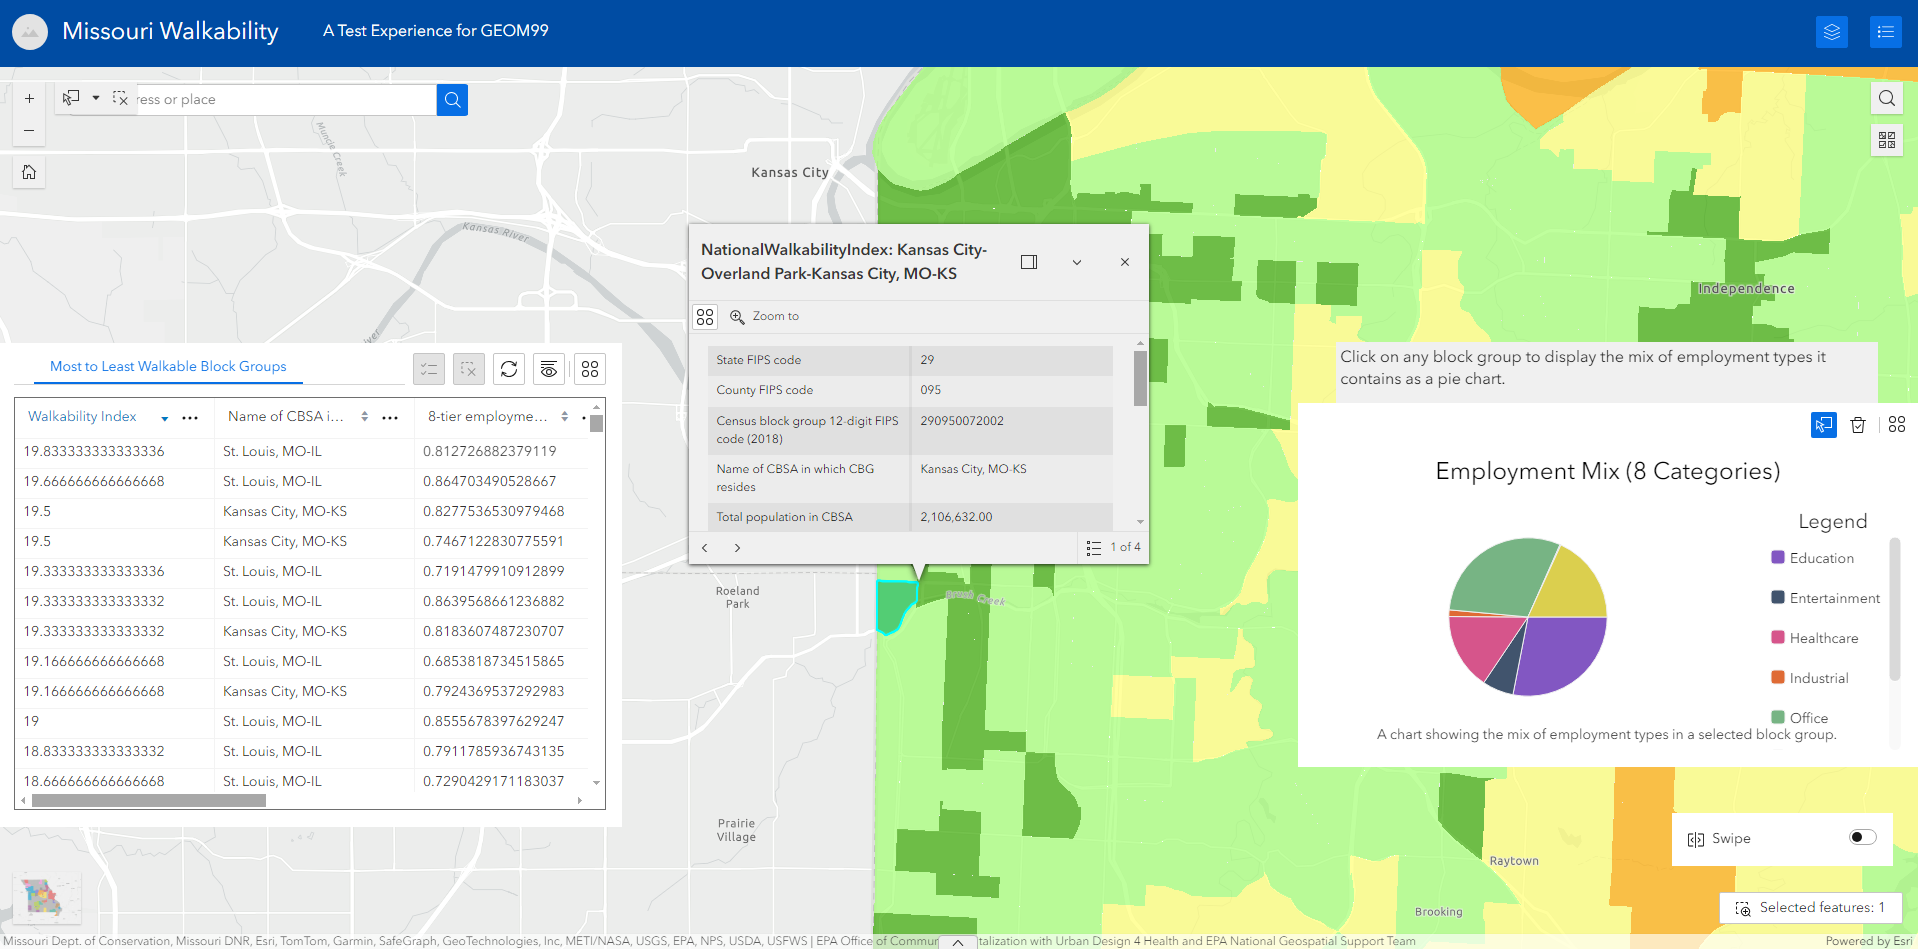 Missouri Walkability
A Test Experience for GEOM99
ress or place
Muncie Creek
Kansas City
Kansas River
River
Independence
NationalWalkabilityIndex: Kansas City-
Overland Park-Kansas City, MO-KS
Zoom to
State FIPS code 29
County FIPS code 095
Census block group 12-digit FIPS 290950072002
code (2018)
Name of CBSA in which CBG Kansas City, MO-KS
resides
Total population in CBSA 2,106,632.00
1 of 4
Most to Least Walkable Block Groups
Walkability Index Name of CBSA i... 8-tier employme...
19.833333333333336 St. Louis, MO-IL 0.812726882379119
19.666666666666668 St. Louis, MO-IL 0.864703490528667
19.5 Kansas City, MO-KS 0.8277536530979468
19.5 Kansas City, MO-KS 0.7467122830775591
19.333333333333336 St. Louis, MO-IL 0.7191479910912899
19.333333333333332 St. Louis, MO-IL 0.8639568661236882
19.333333333333332 Kansas City, MO-KS 0.8183607487230707
19.166666666666668 St. Louis, MO-IL 0.6853818734515865
19.166666666666668 Kansas City, MO-KS 0.7924369537292983
19 St. Louis, MO-IL 0.8555678397629247
18.833333333333332 St. Louis, MO-IL 0.7911785936743135
18.666666666666668 St. Louis, MO-IL 0.7290429171183037
Click on any block group to display the mix of employment types it
contains as a pie chart.
Employment Mix (8 Categories)
Legend
Education
Entertainment
Healthcare
Industrial
Office
A chart showing the mix of employment types in a selected block group.
Roeland
Park
Brush Creek
Prairie
Village
Raytown
Brooking
Swipe
Selected features: 1
Missouri Dept. of Conservation, Missouri DNR, Esri, TomTom, Garmin, SafeGraph, GeoTechnologies, Inc, METI/NASA, USGS, EPA, NPS, USDA, USFWS | EPA Office of Commun talization with Urban Design 4 Health and EPA National Geospatial Support Team
Powered by Esri